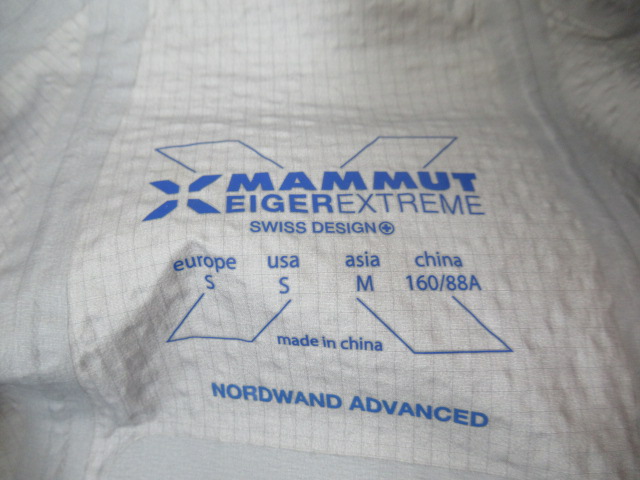 MAMMUT
EIGEREXTREME
SWISS DESIGN
europe usa asia china
S S M 160/88A
made in china
NORDWAND ADVANCED